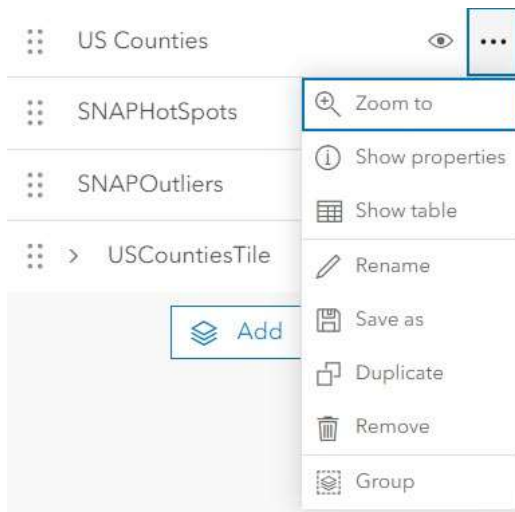 US Counties
Zoom to
SNAPHotSpots
Show properties
SNAPOutliers
Show table
USCountiesTile
Rename
Add
Save as
Duplicate
Remove
Group